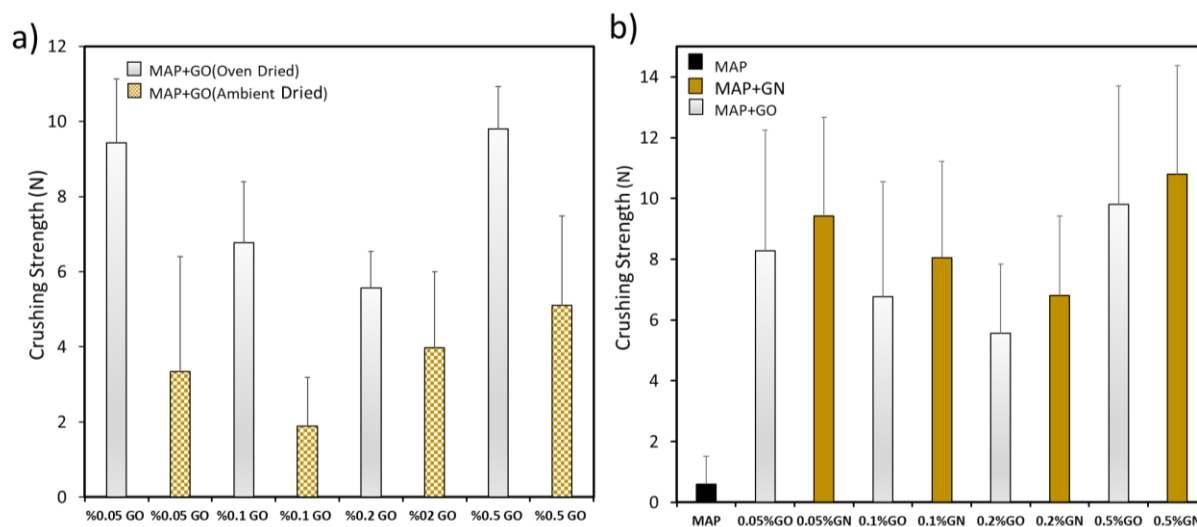 a)
12
10
8
6
4
2
0
Crushing Strength (N)
MAP+GO(Oven Dried)
MAP+GO(Ambient Dried)
%0.05 GO %0.05 GO %0.1 GO %0.1 GO %0.2 GO %02 GO %0.5 GO %0.5 GO
b)
14
12
10
8
6
4
2
0
Crushing Strength (N)
MAP
MAP+GN
MAP+GO
MAP 0.05%GO 0.05%GN 0.1%GO 0.1%GN 0.2%GO 0.2%GN 0.5%GO 0.5%GN